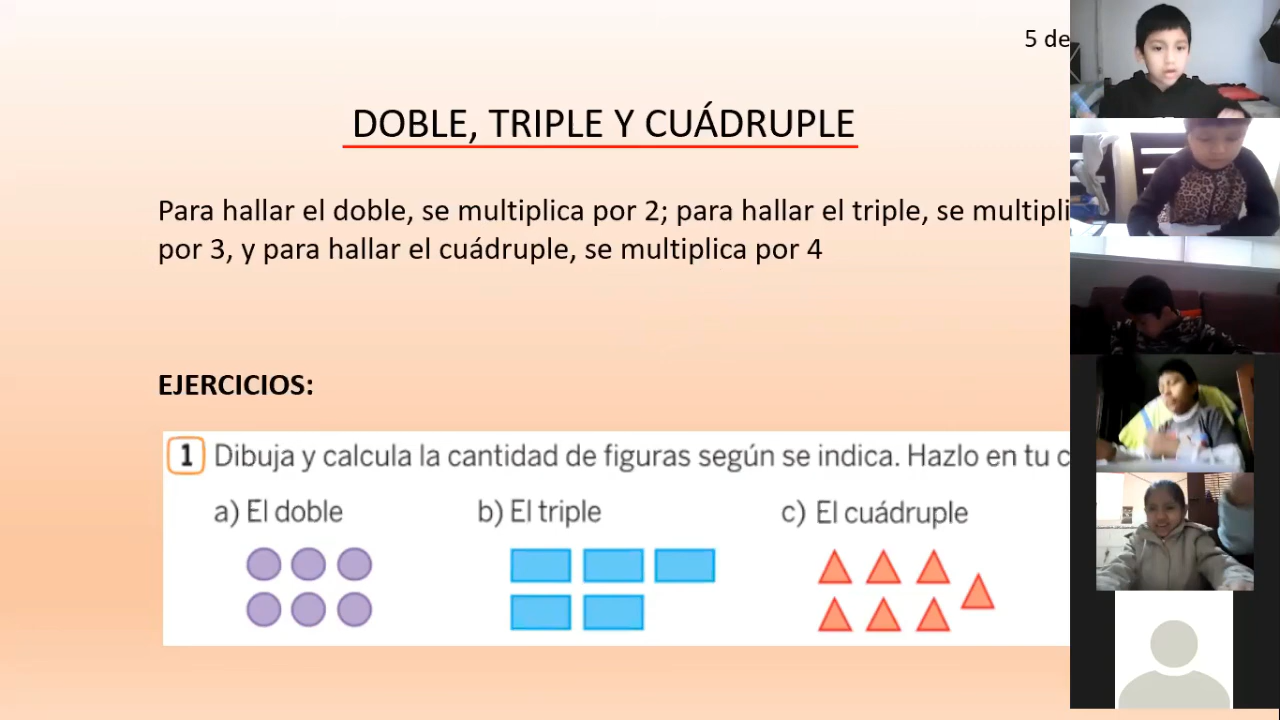 5 de
DOBLE, TRIPLE Y CUÁDRUPLE
Para hallar el doble, se multiplica por 2; para hallar el triple, se multipli
por 3, y para hallar el cuádruple, se multiplica por 4
EJERCICIOS:
1 Dibuja y calcula la cantidad de figuras según se indica. Hazlo en tu c
a) El doble b) El triple c) El cuádruple